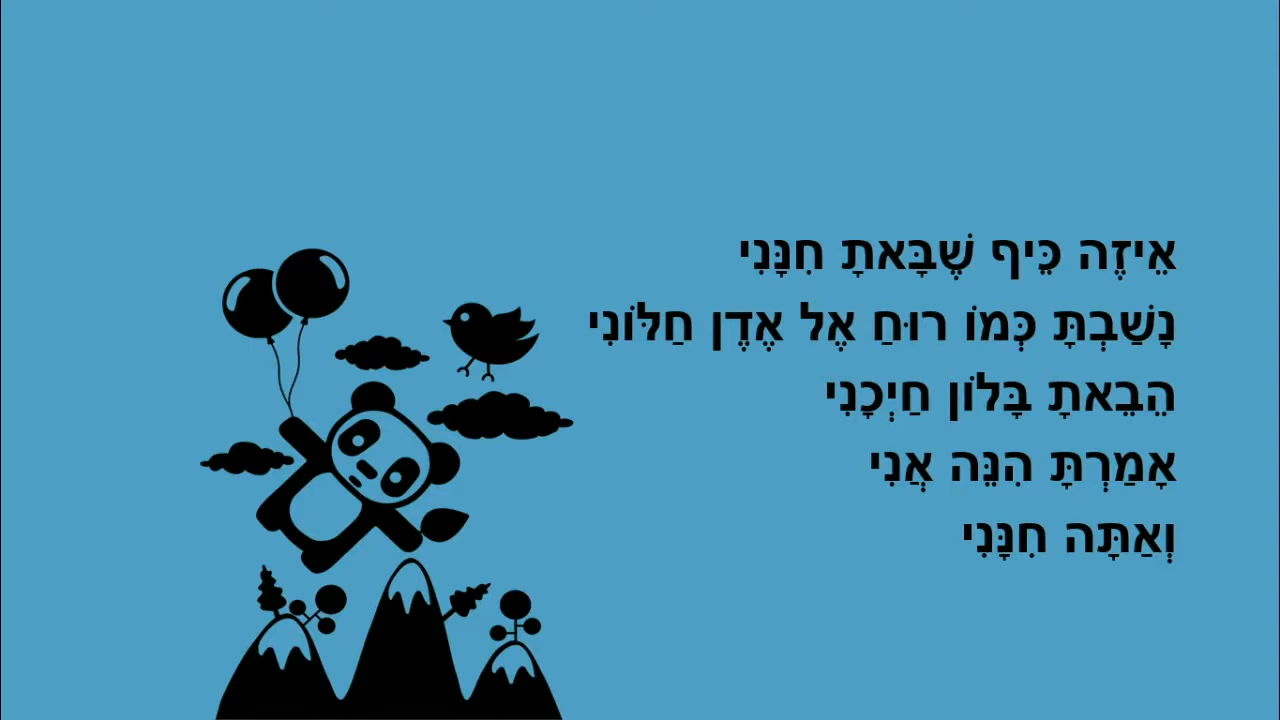 אֵיזֶה כֵּיף שֶׁבָּאתָ חִנָּנִי
נָשַׁבְתָּ כְּמוֹ רוּחַ אֶל אֶדֶן חַלּוֹנִי
הֵבֵאתָ בָּלוֹן חַיְכָנִי
אָמַרְתָּ הִנֵּה אֲנִי
וְאַתָּה חִנָּנִי